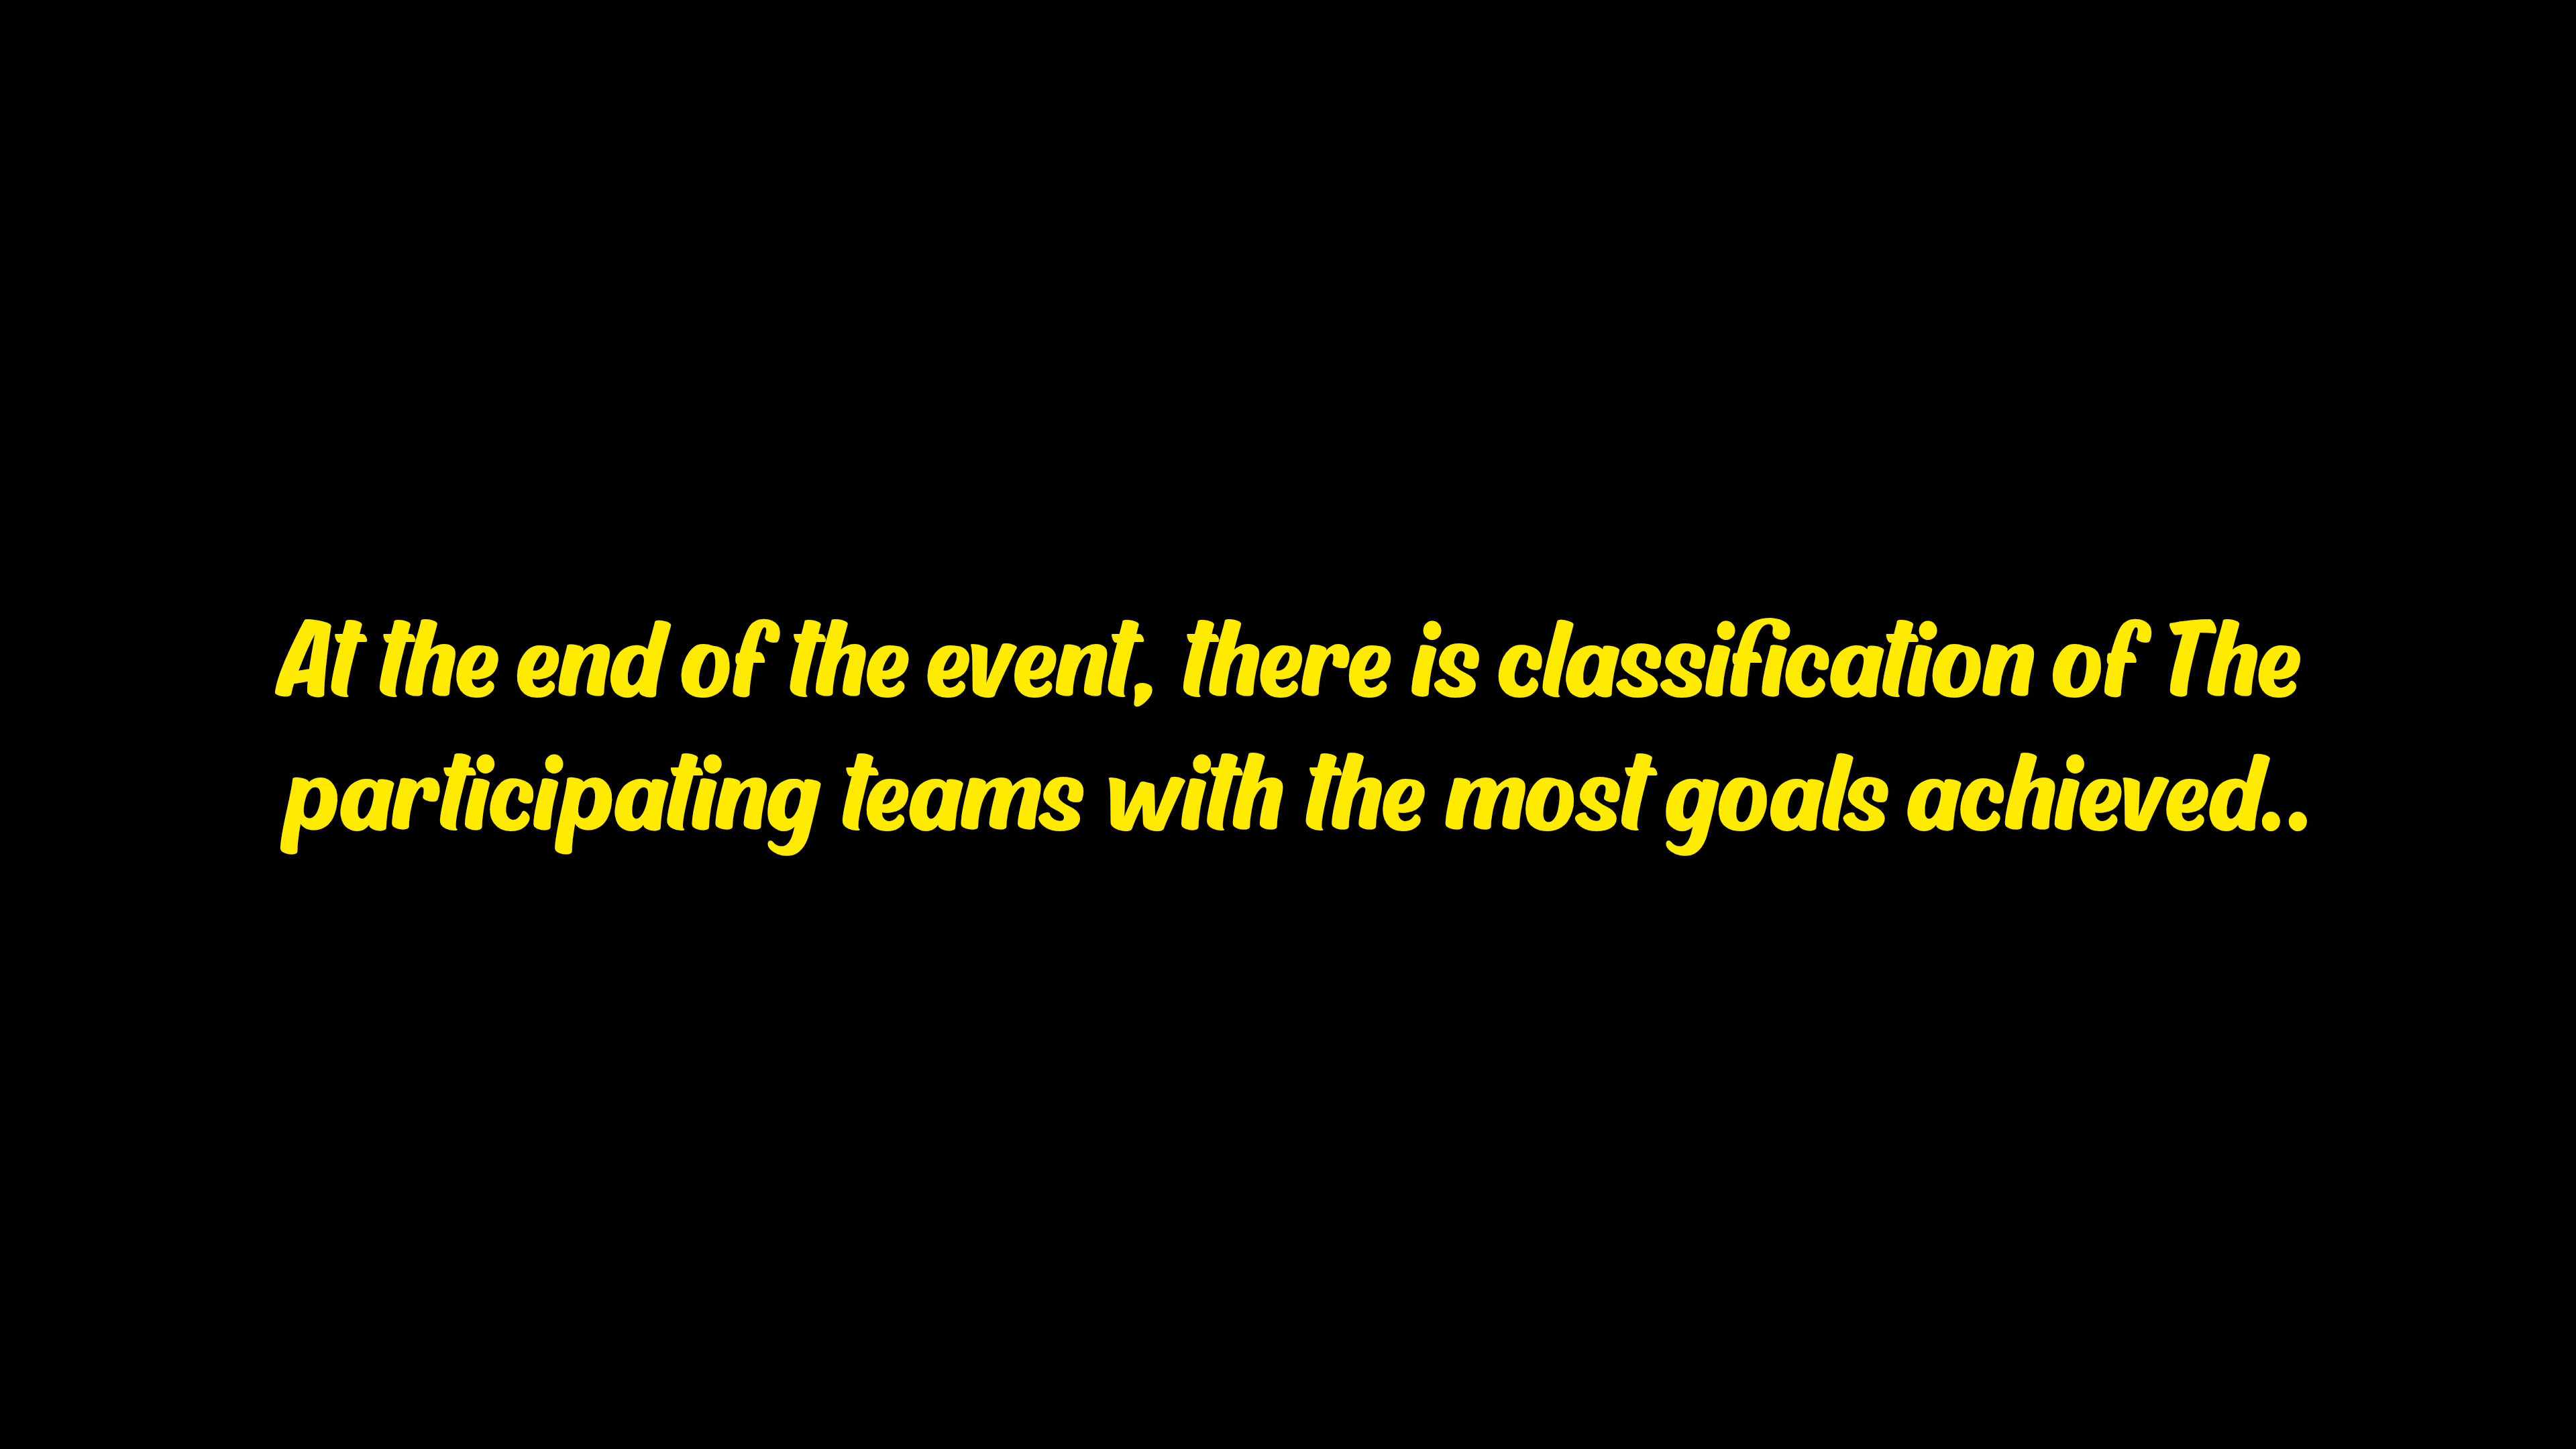 At the end of the event, there is classification of The
participating teams with the most goals achieved..